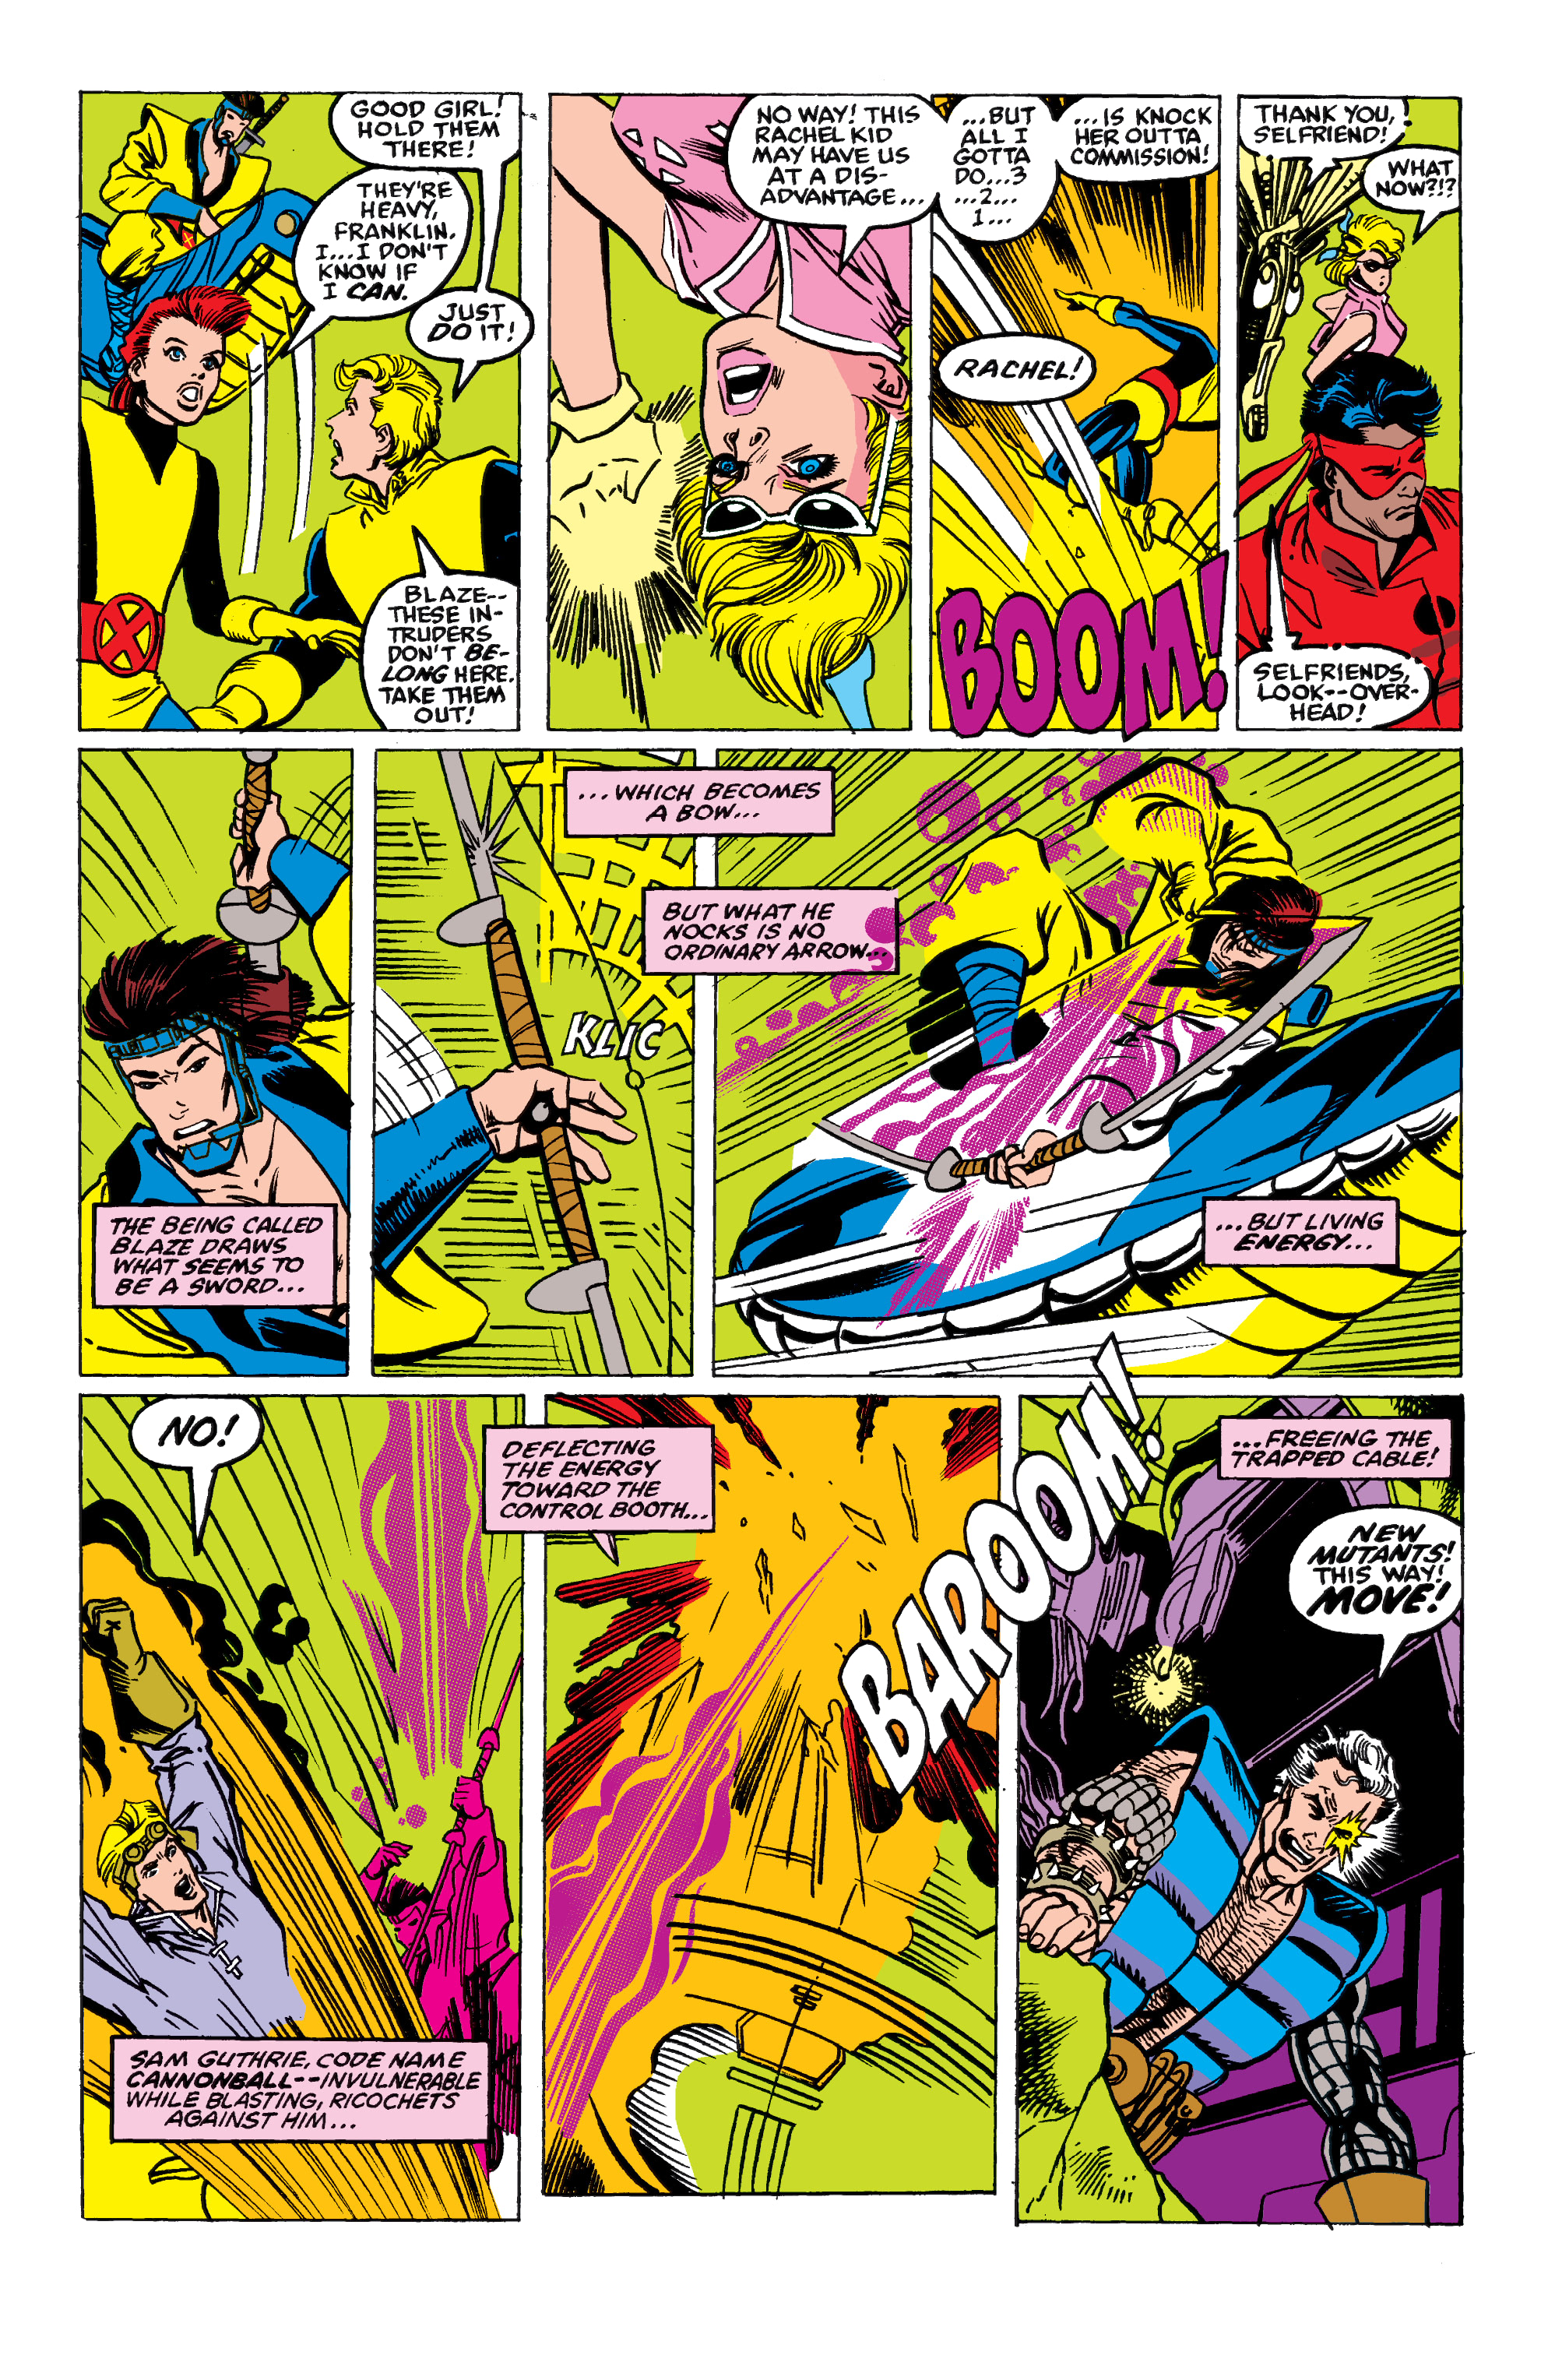 GOOD GIRL!
HOLD THEM
THERE!
THEY'RE
HEAVY,
FRANKLIN.
I...I DON'T
KNOW IF
I CAN.
JUST
DO IT!
BLAZE--
THESE IN-
TRUDERS
DON'T BE-
LONG HERE.
TAKE THEM
OUT!
NO WAY! THIS
RACHEL KID
MAY HAVE US
AT A DIS-
ADVANTAGE...
...BUT
ALL I
GOTTA
DO...3
...2...
1...
...IS KNOCK
HER OUTTA
COMMISSION!
RACHEL!
BOOM!
THANK YOU,
SELFRIEND!
WHAT
NOW?!?
SELFRIENDS,
LOOK--OVER-
HEAD!
THE BEING CALLED
BLAZE DRAWS
WHAT SEEMS TO
BE A SWORD...
...WHICH BECOMES
A BOW...
KLIC
BUT WHAT HE
NOCKS IS NO
ORDINARY ARROW...
...BUT LIVING
ENERGY...
NO!
SAM GUTHRIE, CODE NAME
CANNONBALL--INVULNERABLE
WHILE BLASTING, RICOCHETS
AGAINST HIM...
DEFLECTING
THE ENERGY
TOWARD THE
CONTROL BOOTH...
BAROOM!
...FREEING THE
TRAPPED CABLE!
NEW
MUTANTS!
THIS WAY!
MOVE!